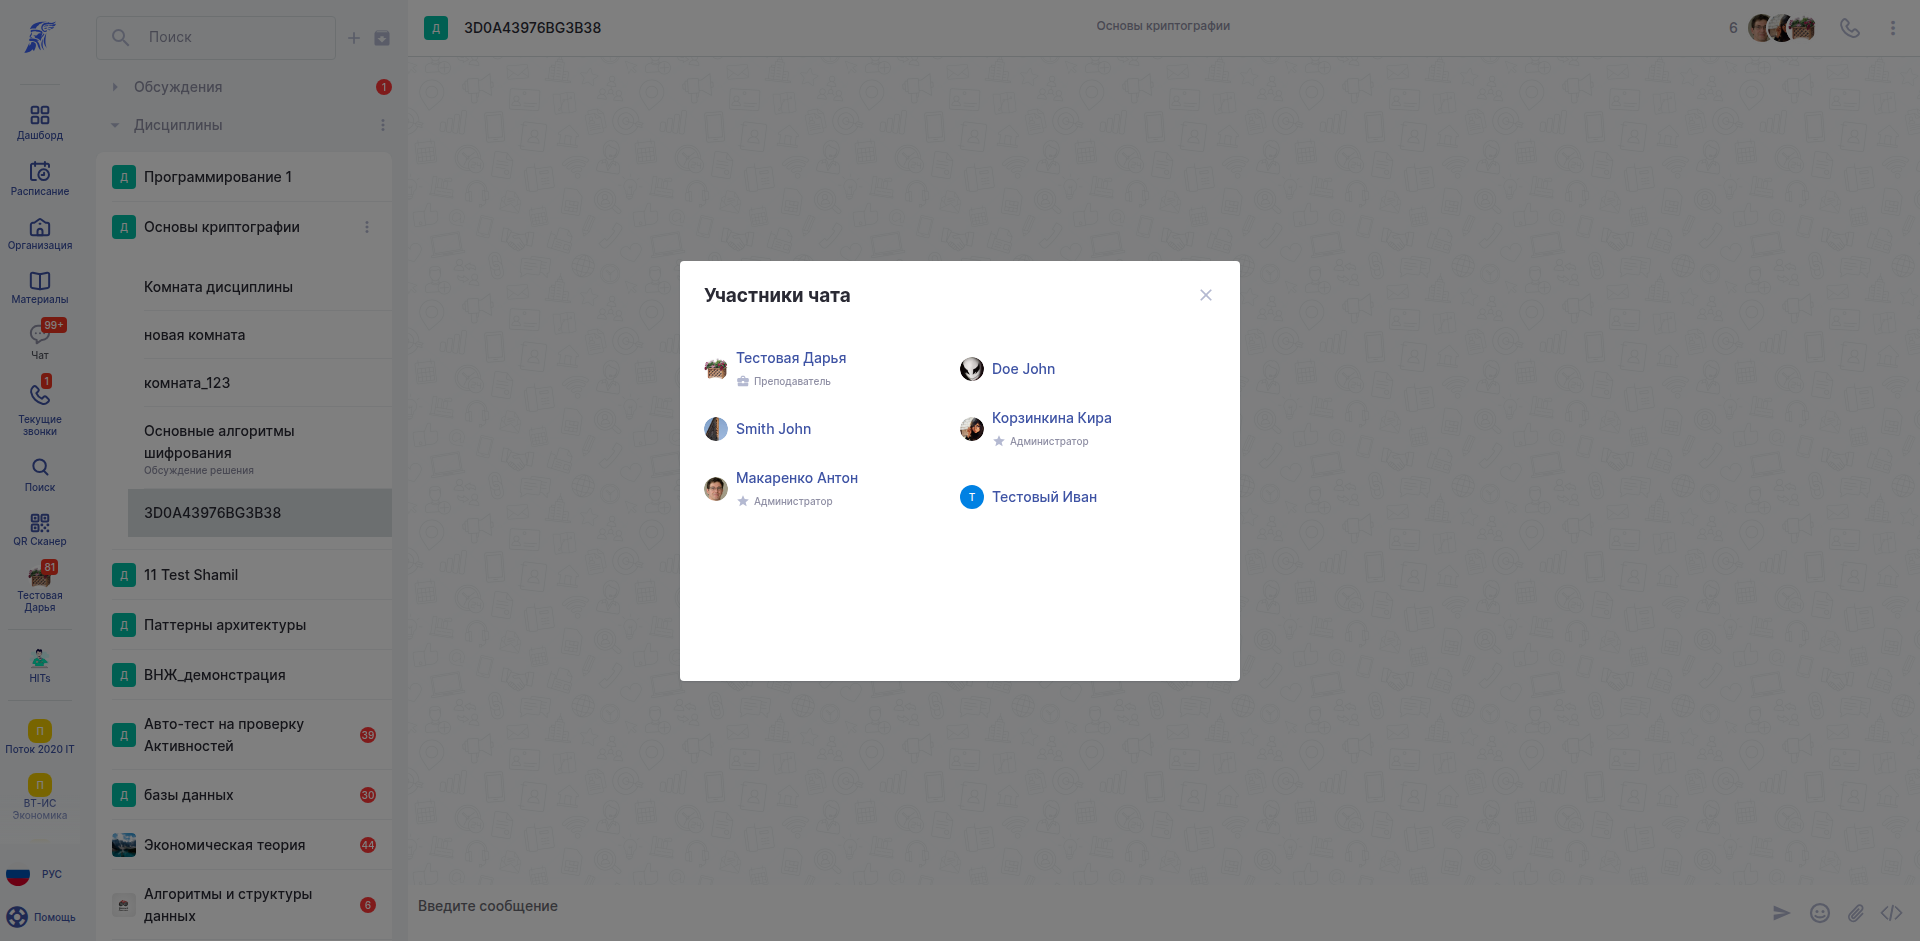 Дашборд
Расписание
Организация
Материалы
99+
Чат
1
Текущие
звонки
Поиск
QR Сканер
81
Тестовая
Дарья
HITs
П
Поток 2020 IT
П
ВТ-ИС
Экономика
РУС
Помощь
Поиск
Обсуждения
1
Дисциплины
Д
Программирование 1
Д
Основы криптографии
Комната дисциплины
новая комната
комната_123
Основные алгоритмы
шифрования
Обсуждение решения
3D0A43976BG3B38
Д
11 Test Shamil
Д
Паттерны архитектуры
Д
ВНЖ_демонстрация
Д
Авто-тест на проверку
Активностей
39
Д
базы данных
30
Экономическая теория
44
Алгоритмы и структуры
данных
6
Д
3D0A43976BG3B38
Основы криптографии
6
Участники чата
Тестовая Дарья
Преподаватель
Doe John
Smith John
Корзинкина Кира
Администратор
Макаренко Антон
Администратор
Т
Тестовый Иван
Введите сообщение